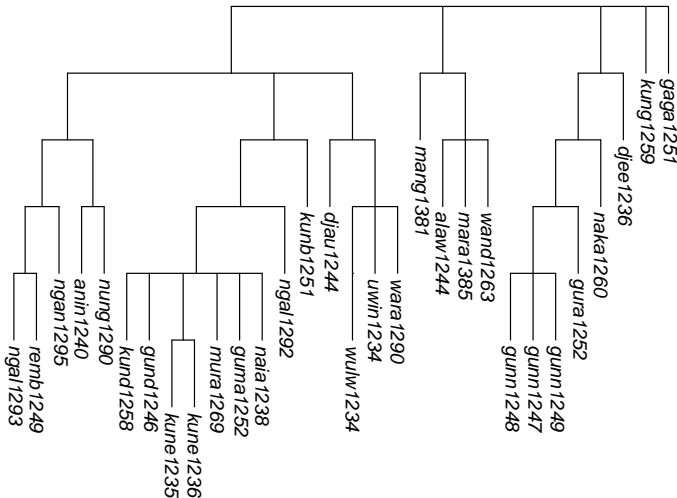 gaga1251
kung1259
djee1236
naka1260
gura1252
gunn1249
gunn1247
gunn1248
wand1263
mara1385
alaw1244
mang1381
wara1290
uwin1234
wulw1234
djau1244
kunb1251
ngal1292
naia1238
guma1252
mura1269
kune1236
kune1235
gund1246
kund1258
nung1290
anin1240
ngan1295
remb1249
ngal1293